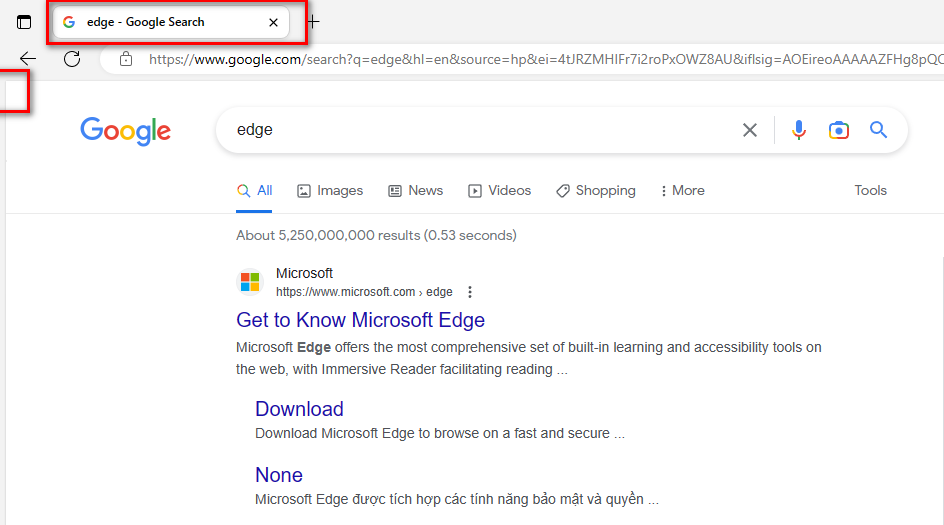 edge - Google Search
https://www.google.com/search?q=edge&hl=en&source=hp&ei=4tJRZMHIFr7i2roPxOWZ8AU&iflsig=AOEireoAAAAAZFHg8pQC
Google
edge
All Images News Videos Shopping More Tools
About 5,250,000,000 results (0.53 seconds)
Microsoft
https://www.microsoft.com › edge
Get to Know Microsoft Edge
Microsoft Edge offers the most comprehensive set of built-in learning and accessibility tools on
the web, with Immersive Reader facilitating reading ...
Download
Download Microsoft Edge to browse on a fast and secure ...
None
Microsoft Edge được tích hợp các tính năng bảo mật và quyền ...